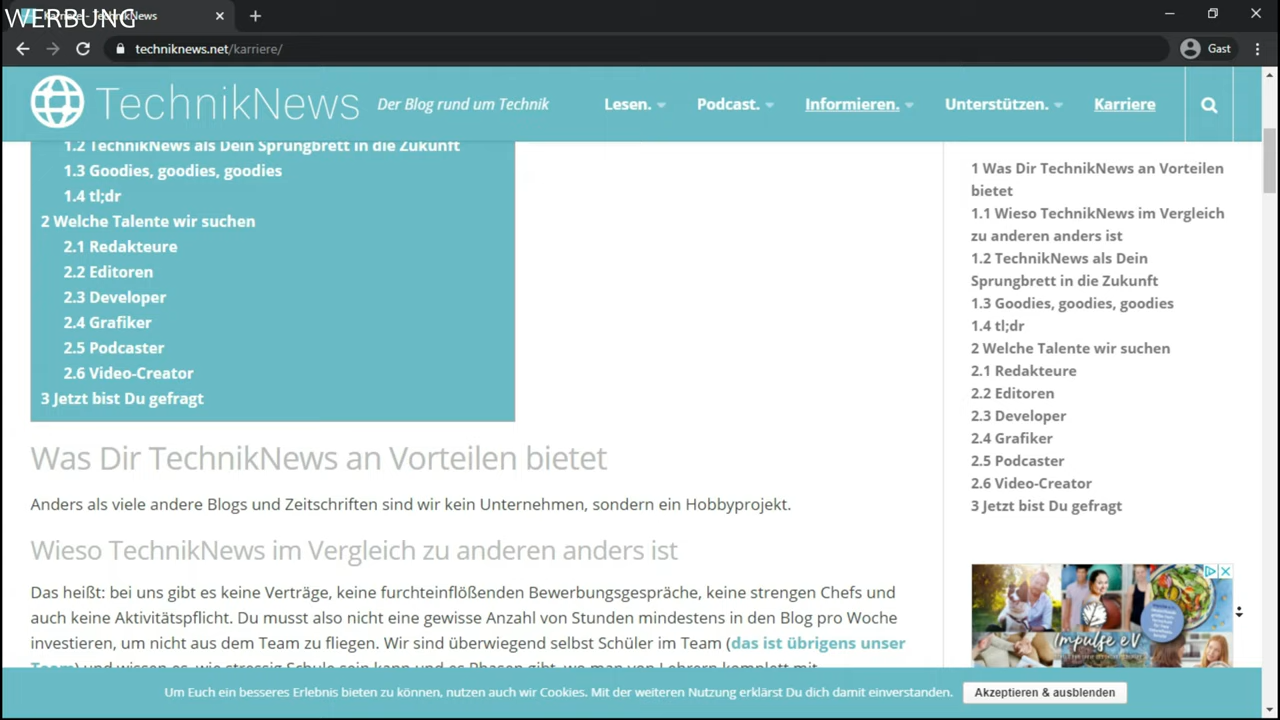 WERBUNG
TechnikNews
techniknews.net/karriere/
Gast
TechnikNews
Der Blog rund um Technik
Lesen.
Podcast.
Informieren.
Unterstützen.
Karriere
1.2 TechnikNews als Dein Sprungbrett in die Zukunft
1.3 Goodies, goodies, goodies
1.4 tl;dr
2 Welche Talente wir suchen
2.1 Redakteure
2.2 Editoren
2.3 Developer
2.4 Grafiker
2.5 Podcaster
2.6 Video-Creator
3 Jetzt bist Du gefragt
Was Dir TechnikNews an Vorteilen bietet
Anders als viele andere Blogs und Zeitschriften sind wir kein Unternehmen, sondern ein Hobbyprojekt.
Wieso TechnikNews im Vergleich zu anderen anders ist
Das heißt: bei uns gibt es keine Verträge, keine furchteinflößenden Bewerbungsgespräche, keine strengen Chefs und
auch keine Aktivitätspflicht. Du musst also nicht eine gewisse Anzahl von Stunden mindestens in den Blog pro Woche
investieren, um nicht aus dem Team zu fliegen. Wir sind überwiegend selbst Schüler im Team (das ist übrigens unser
Team) und wissen es, wie stressig Schule sein kann und es Phasen gibt, wo man von Lehrern komplett mit
1 Was Dir TechnikNews an Vorteilen
bietet
1.1 Wieso TechnikNews im Vergleich
zu anderen anders ist
1.2 TechnikNews als Dein
Sprungbrett in die Zukunft
1.3 Goodies, goodies, goodies
1.4 tl;dr
2 Welche Talente wir suchen
2.1 Redakteure
2.2 Editoren
2.3 Developer
2.4 Grafiker
2.5 Podcaster
2.6 Video-Creator
3 Jetzt bist Du gefragt
Impulse e.V.
Um Euch ein besseres Erlebnis bieten zu können, nutzen auch wir Cookies. Mit der weiteren Nutzung erklärst Du dich damit einverstanden.
Akzeptieren & ausblenden